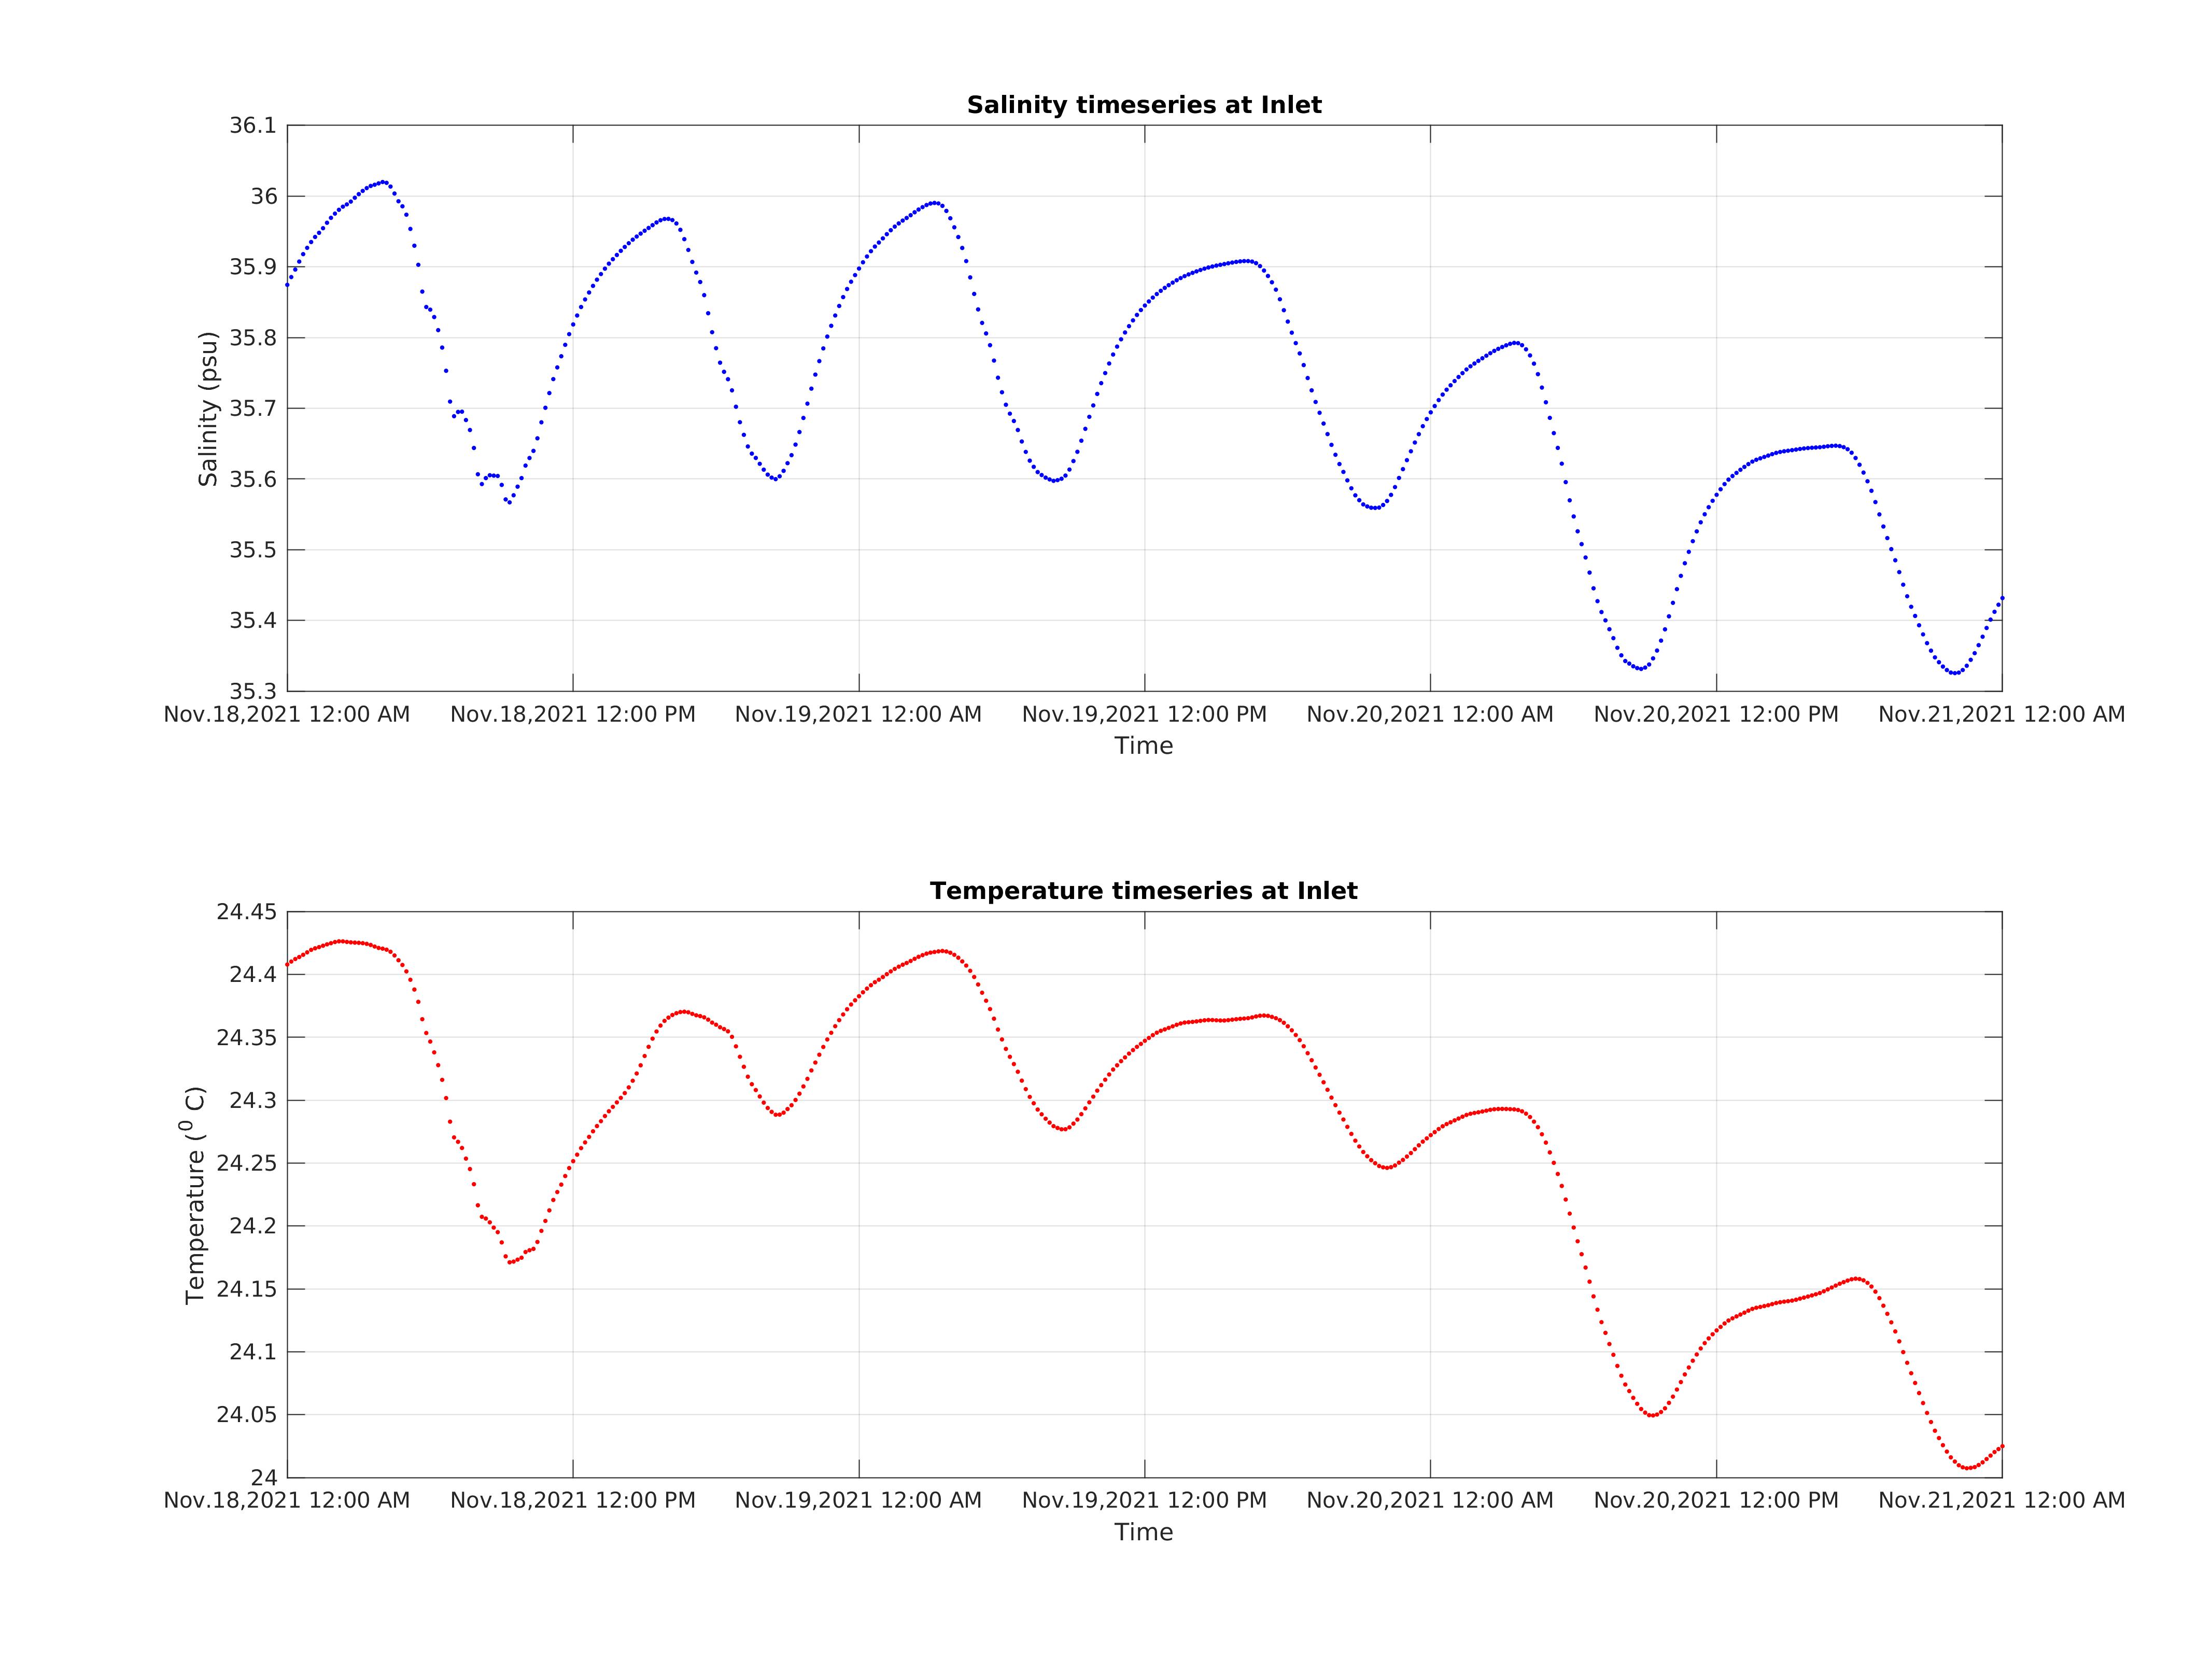 Salinity timeseries at Inlet
36.1
36
35.9
35.8
35.7
35.6
35.5
35.4
35.3
Salinity (psu)
Nov.18,2021 12:00 AM Nov.18,2021 12:00 PM Nov.19,2021 12:00 AM Nov.19,2021 12:00 PM Nov.20,2021 12:00 AM Nov.20,2021 12:00 PM Nov.21,2021 12:00 AM
Time
Temperature timeseries at Inlet
24.45
24.4
24.35
24.3
24.25
24.2
24.15
24.1
24.05
24
Temperature (⁰ C)
Nov.18,2021 12:00 AM Nov.18,2021 12:00 PM Nov.19,2021 12:00 AM Nov.19,2021 12:00 PM Nov.20,2021 12:00 AM Nov.20,2021 12:00 PM Nov.21,2021 12:00 AM
Time